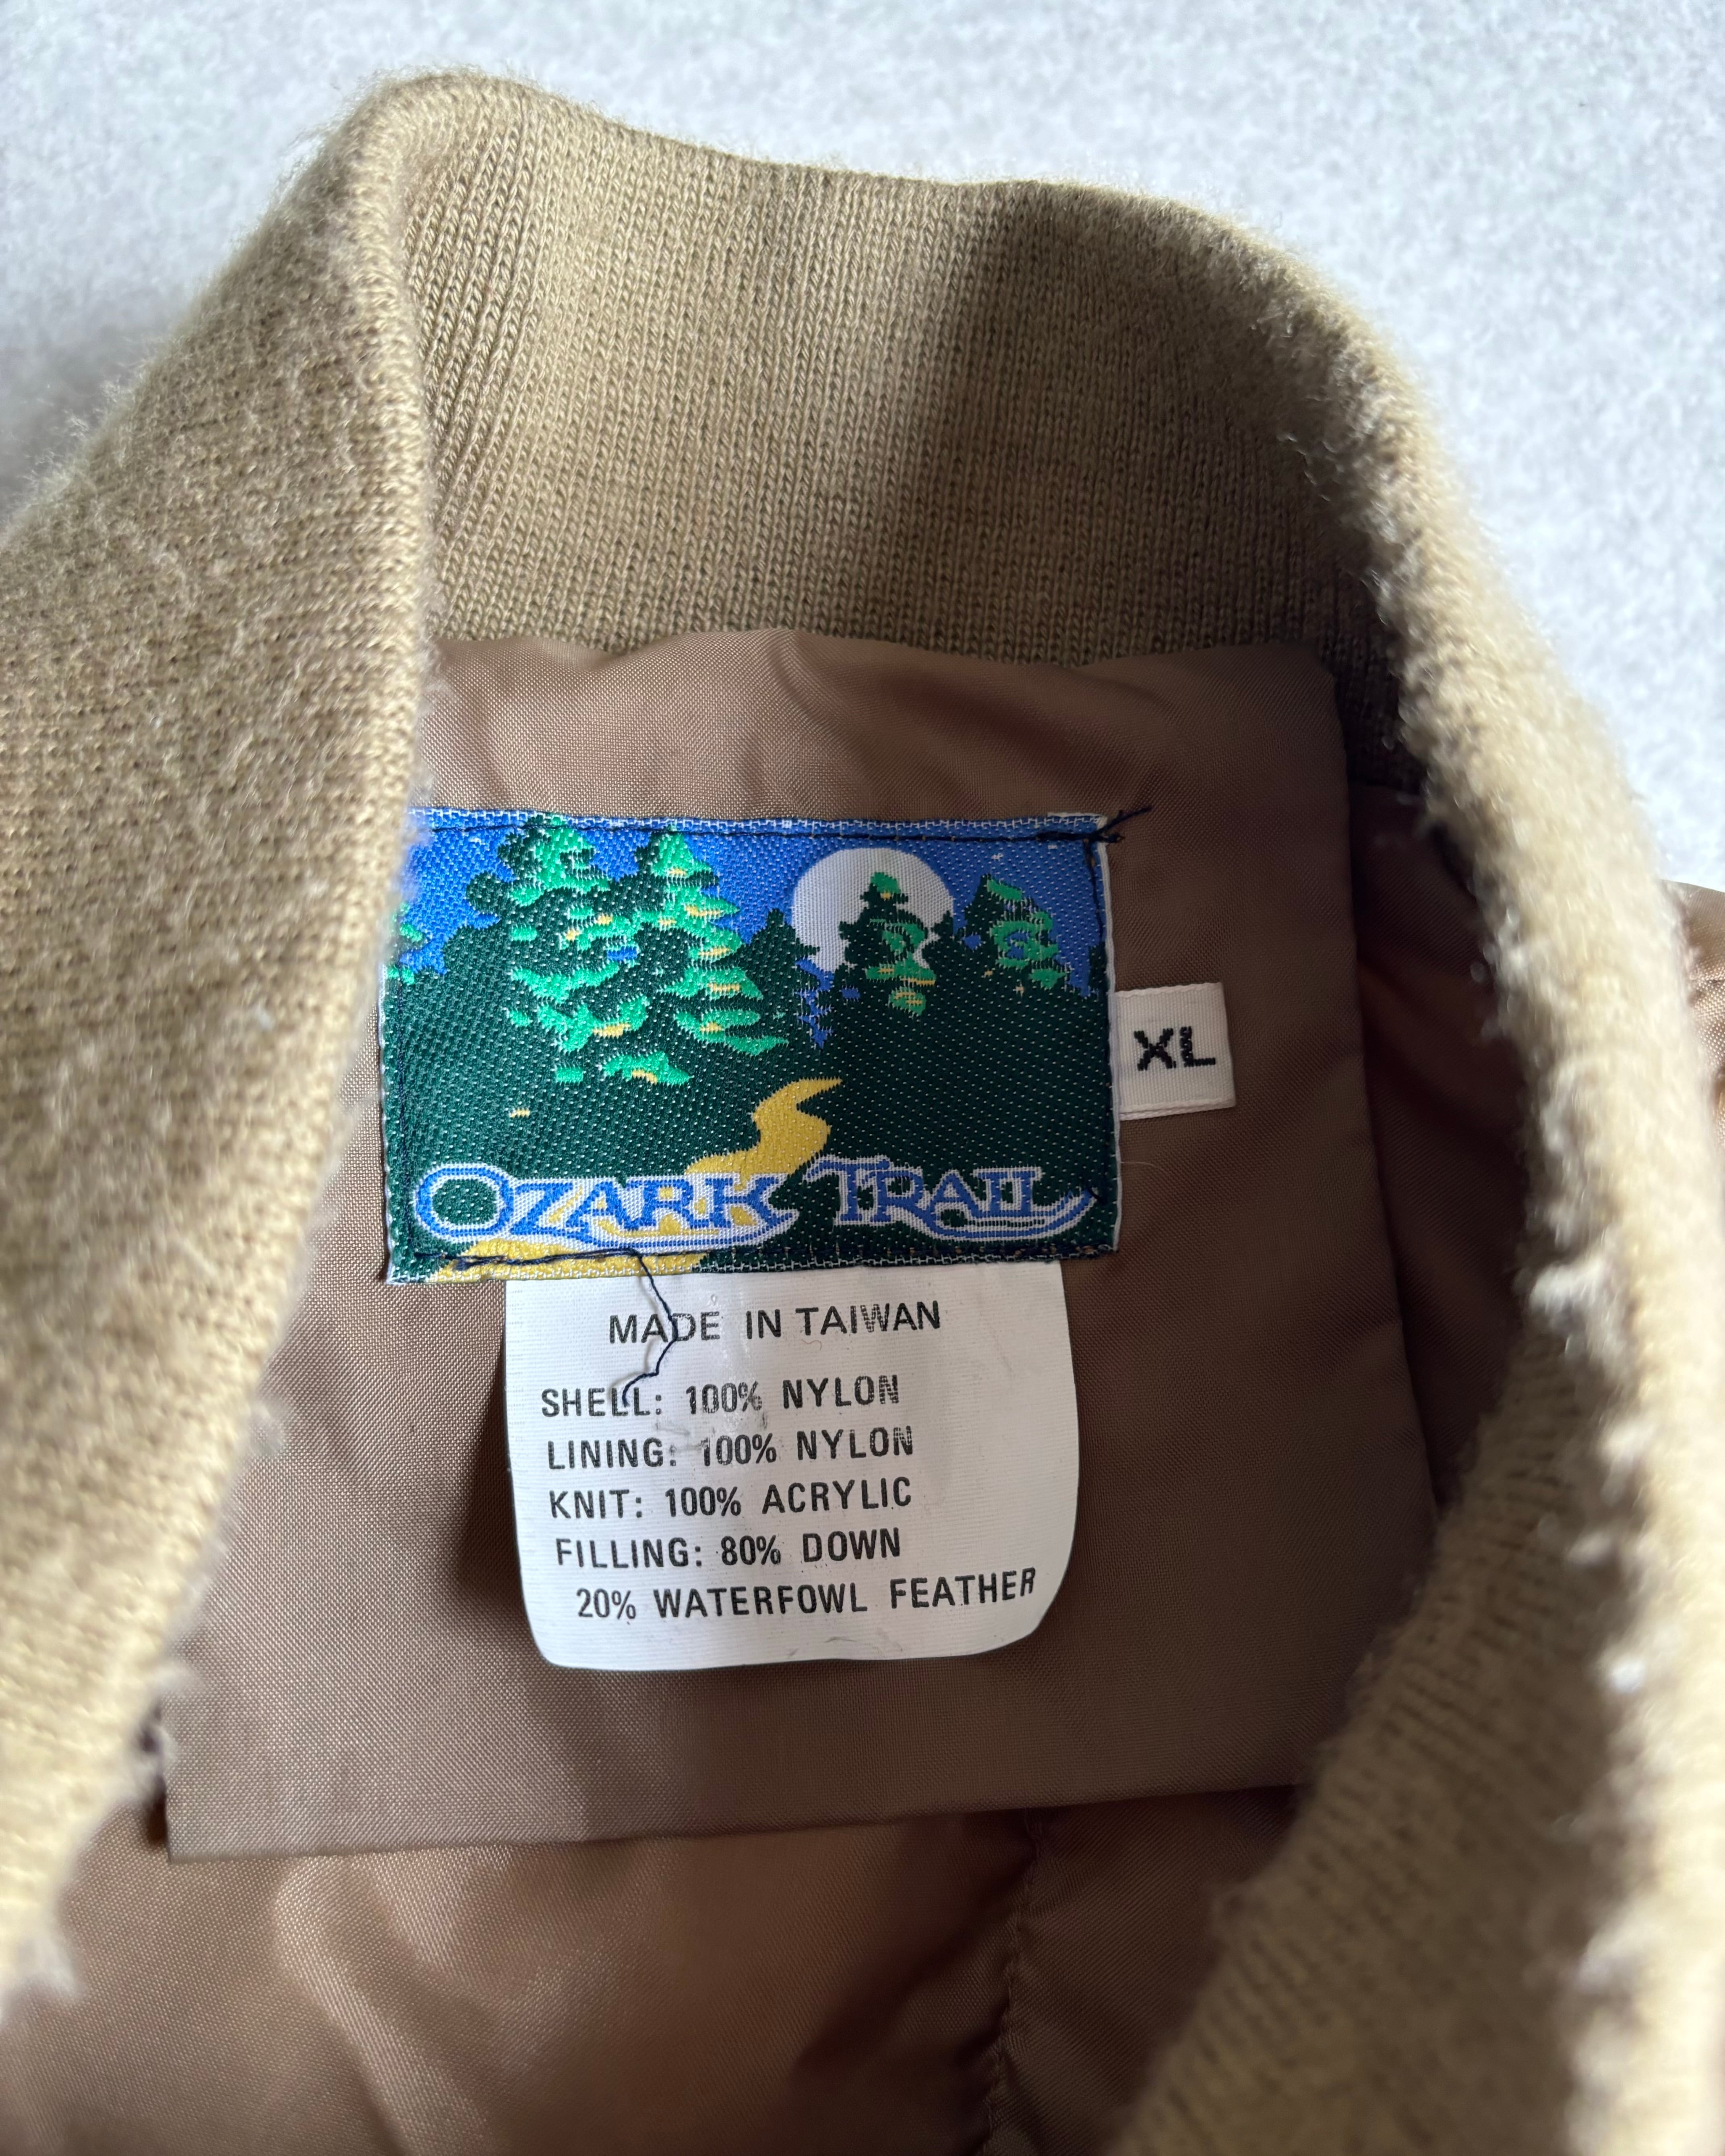 OZARK TRAIL
XL
MADE IN TAIWAN
SHELL: 100% NYLON
LINING: 100% NYLON
KNIT: 100% ACRYLIC
FILLING: 80% DOWN
20% WATERFOWL FEATHER